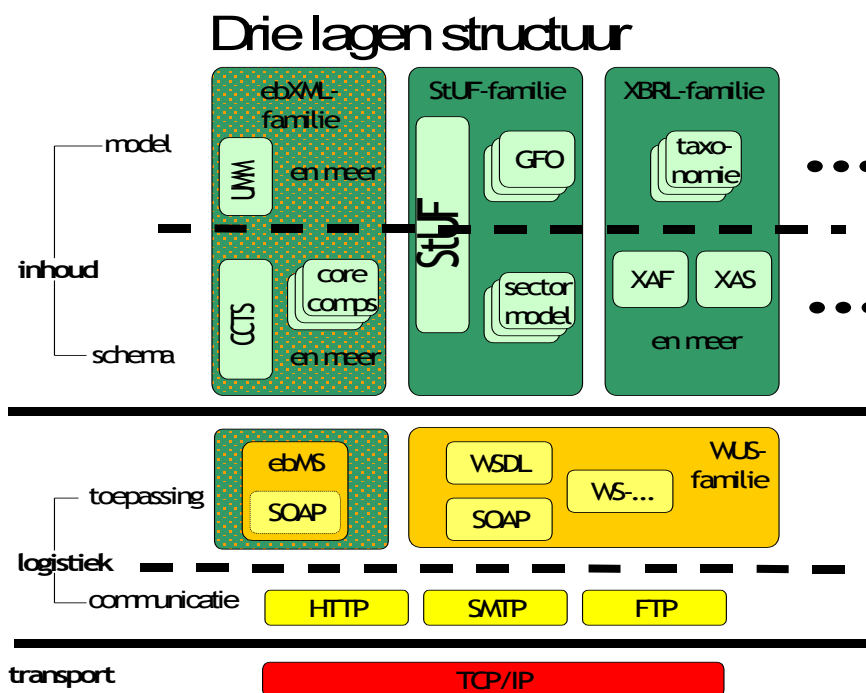 Drie lagen structuur
ebXML-
familie
StUF-familie
XBRL-familie
model
UMM
en meer
StUF
GFO
taxo-
nomie
inhoud
CCTS
core
comps
sector
model
XAF
XAS
schema
en meer
en meer
ebMS
SOAP
WSDL
SOAP
WS-...
WUS-
familie
toepassing
logistiek
communicatie
HTTP
SMTP
FTP
transport
TCP/IP